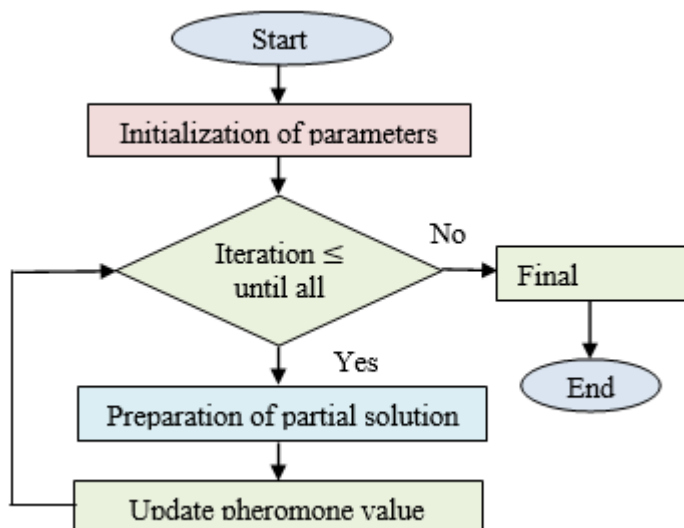 Start
Initialization of parameters
Iteration ≤
until all
No
Final
Yes
End
Preparation of partial solution
Update pheromone value